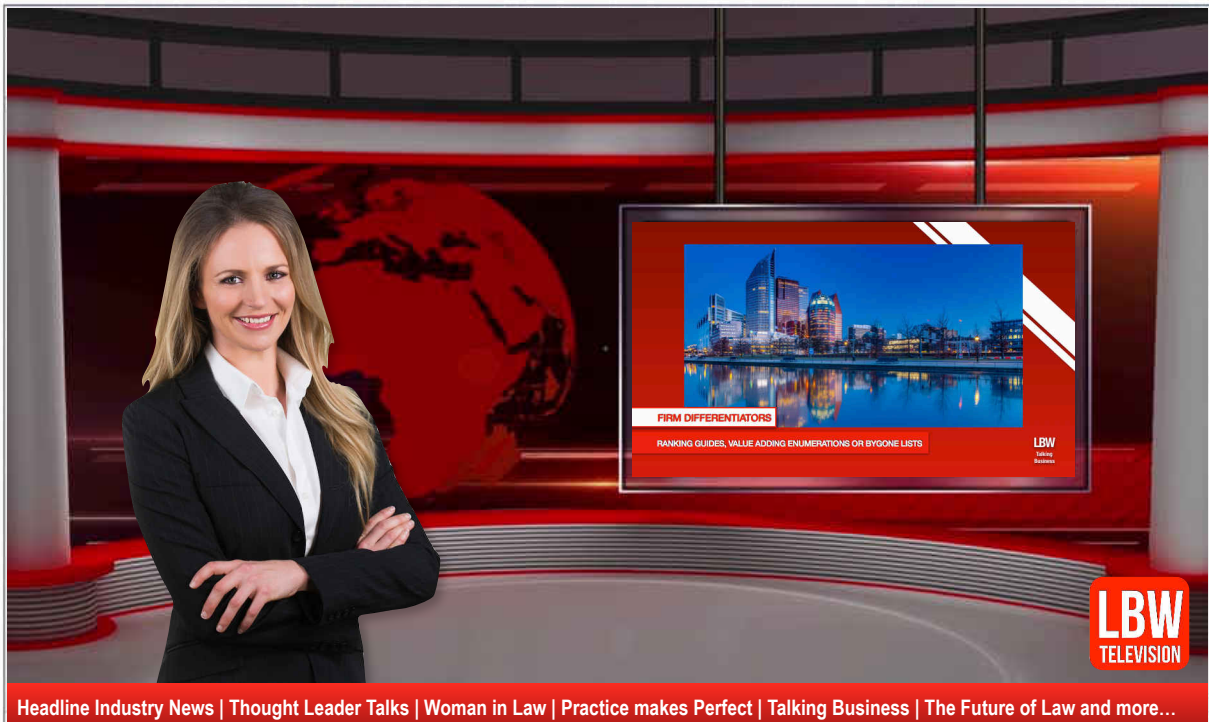 FIRM DIFFERENTIATORS
RANKING GUIDES, VALUE ADDING ENUMERATIONS OR BYGONE LISTS
LBW
Talking
Business
LBW
TELEVISION
Headline Industry News | Thought Leader Talks | Woman in Law | Practice makes Perfect | Talking Business | The Future of Law and more…